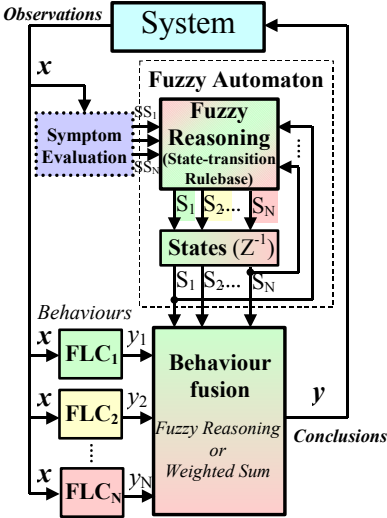 Observations
System
x
Fuzzy Automaton
Symptom
Evaluation
SS1
SSN
Fuzzy
Reasoning
(State-transition
Rulebase)
S1 S2... SN
States (Z-1)
S1 S2... SN
Behaviours
x FLC1 y1
x FLC2 y2
x FLCN yN
Behaviour
fusion
Fuzzy Reasoning
or
Weighted Sum
y
Conclusions